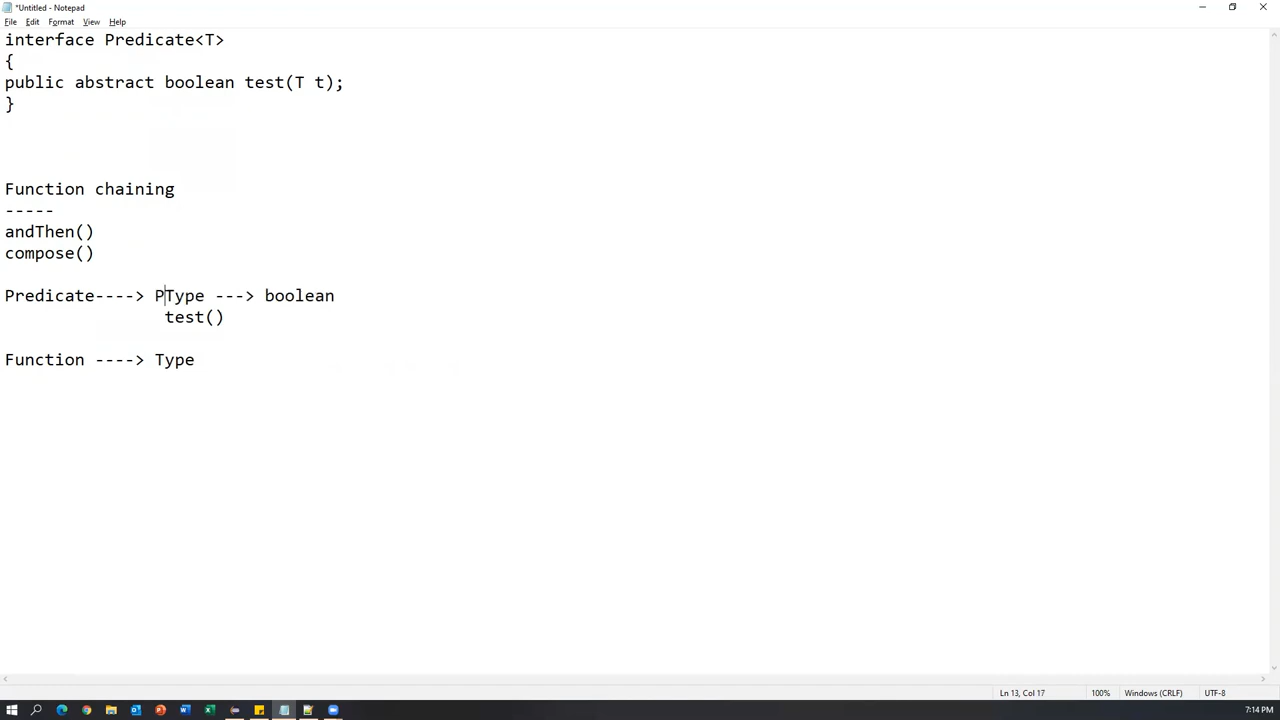 *Untitled - Notepad
File Edit Format View Help
interface Predicate<T>
{
public abstract boolean test(T t);
}
Function chaining
-----
andThen()
compose()
Predicate----> PType ---> boolean
test()
Function ----> Type
Ln 13, Col 17 100% Windows (CRLF) UTF-8
7:14 PM